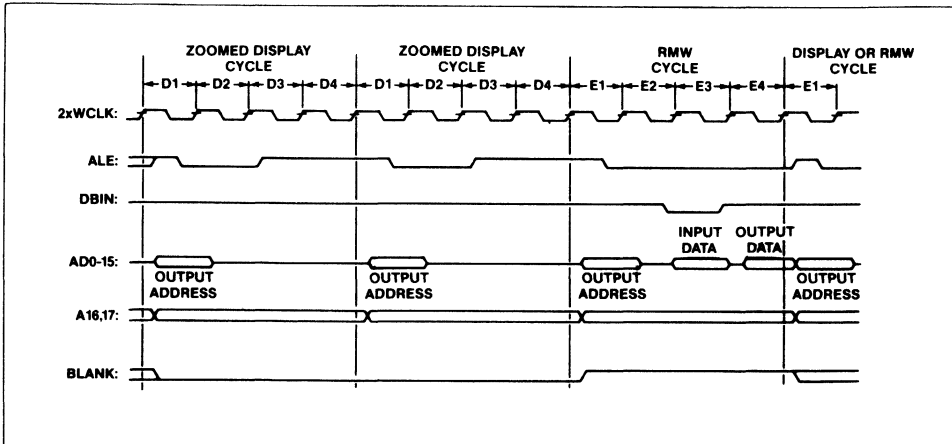 ZOOMED DISPLAY CYCLE
ZOOMED DISPLAY CYCLE
RMW CYCLE
DISPLAY OR RMW CYCLE
D1 D2 D3 D4 D1 D2 D3 D4 E1 E2 E3 E4 E1
2xWCLK:
ALE:
DBIN:
INPUT DATA
OUTPUT DATA
AD0-15:
OUTPUT ADDRESS
OUTPUT ADDRESS
OUTPUT ADDRESS
OUTPUT ADDRESS
A16,17:
BLANK: